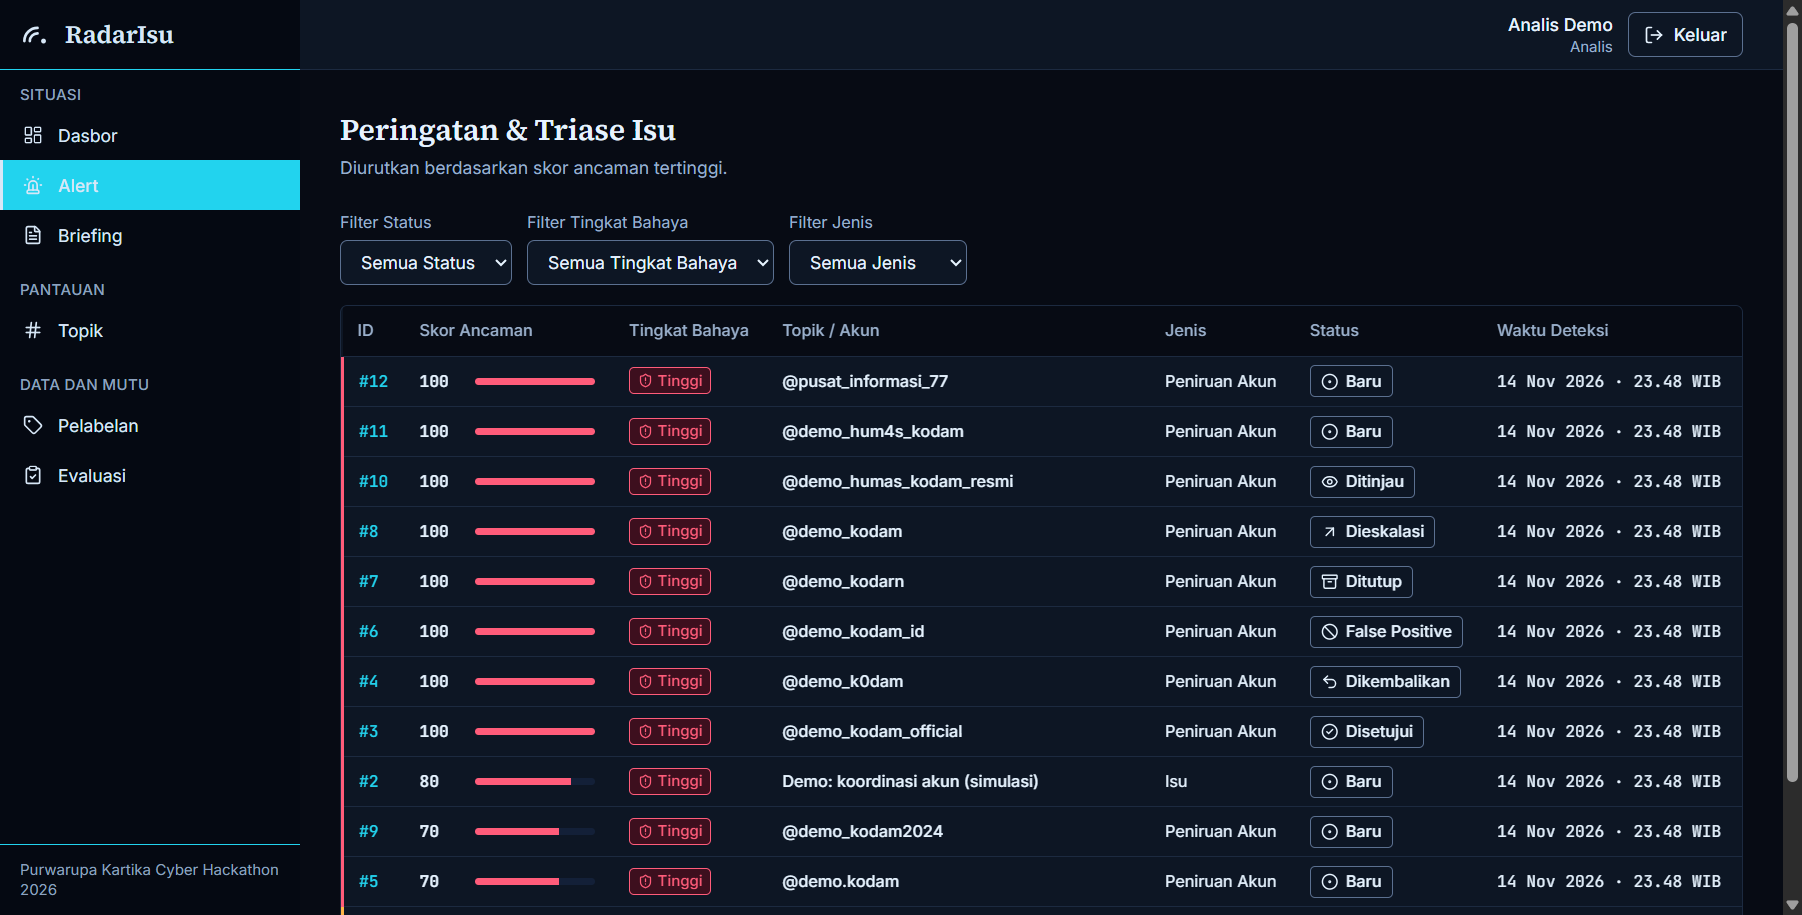 RadarIsu
Analis Demo
Analis
Keluar
SITUASI
Dasbor
Alert
Briefing
PANTAUAN
Topik
DATA DAN MUTU
Pelabelan
Evaluasi
Purwarupa Kartika Cyber Hackathon
2026
Peringatan & Triase Isu
Diurutkan berdasarkan skor ancaman tertinggi.
Filter Status Filter Tingkat Bahaya Filter Jenis
Semua Status Semua Tingkat Bahaya Semua Jenis
ID Skor Ancaman Tingkat Bahaya Topik / Akun Jenis Status Waktu Deteksi
#12 100 Tinggi @pusat_informasi_77 Peniruan Akun Baru 14 Nov 2026 · 23.48 WIB
#11 100 Tinggi @demo_hum4s_kodam Peniruan Akun Baru 14 Nov 2026 · 23.48 WIB
#10 100 Tinggi @demo_humas_kodam_resmi Peniruan Akun Ditinjau 14 Nov 2026 · 23.48 WIB
#8 100 Tinggi @demo_kodam Peniruan Akun Dieskalasi 14 Nov 2026 · 23.48 WIB
#7 100 Tinggi @demo_kodarn Peniruan Akun Ditutup 14 Nov 2026 · 23.48 WIB
#6 100 Tinggi @demo_kodam_id Peniruan Akun False Positive 14 Nov 2026 · 23.48 WIB
#4 100 Tinggi @demo_k0dam Peniruan Akun Dikembalikan 14 Nov 2026 · 23.48 WIB
#3 100 Tinggi @demo_kodam_official Peniruan Akun Disetujui 14 Nov 2026 · 23.48 WIB
#2 80 Tinggi Demo: koordinasi akun (simulasi) Isu Baru 14 Nov 2026 · 23.48 WIB
#9 70 Tinggi @demo_kodam2024 Peniruan Akun Baru 14 Nov 2026 · 23.48 WIB
#5 70 Tinggi @demo.kodam Peniruan Akun Baru 14 Nov 2026 · 23.48 WIB